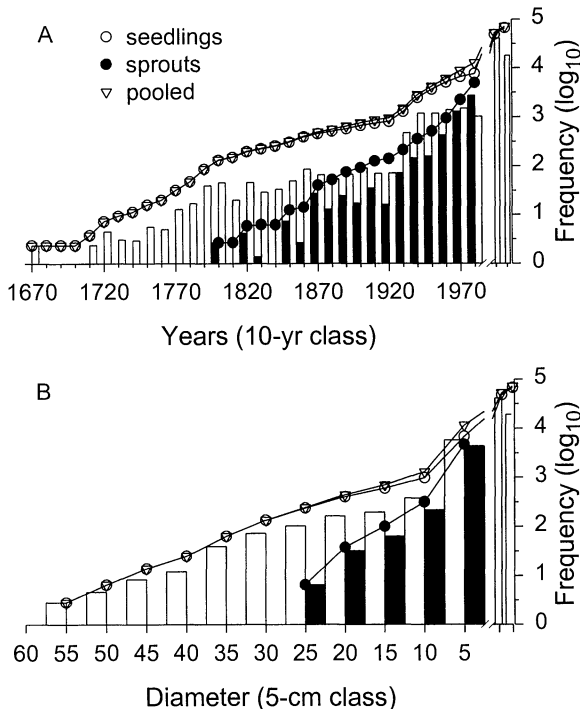 A
seedlings
sprouts
pooled
5
4
3
2
1
0
Frequency (log10)
1670 1720 1770 1820 1870 1920 1970
Years (10-yr class)
B
5
4
3
2
1
0
Frequency (log10)
60 55 50 45 40 35 30 25 20 15 10 5
Diameter (5-cm class)